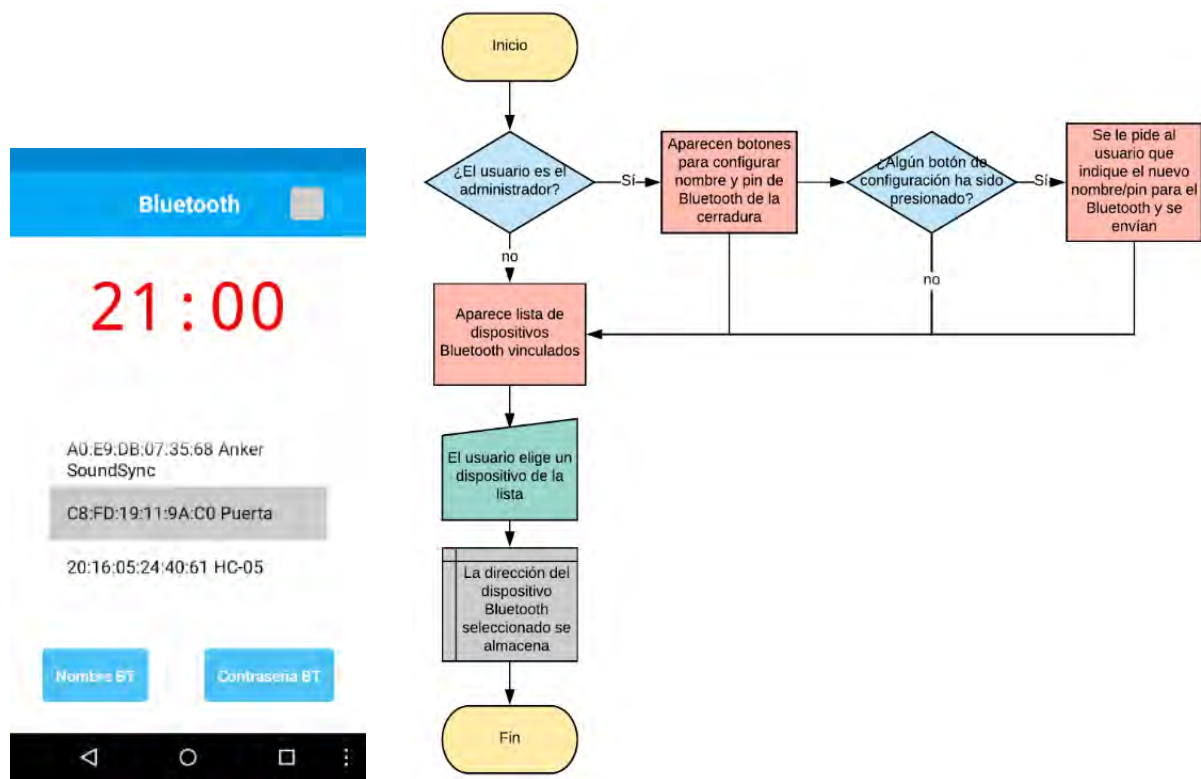 Bluetooth
21:00
A0:E9:DB:07:35:68 Anker
SoundSync
C8:FD:19:11:9A:C0 Puerta
20:16:05:24:40:61 HC-05
Nombre BT
Contraseña BT
Inicio
¿El usuario es el
administrador?
Sí
Aparecen botones
para configurar
nombre y pin de
Bluetooth de la
cerradura
¿Algún botón de
configuración ha sido
presionado?
Sí
Se le pide al
usuario que
indique el nuevo
nombre/pin para el
Bluetooth y se
envían
no
no
Aparece lista de
dispositivos
Bluetooth vinculados
El usuario elige un
dispositivo de la
lista
La dirección del
dispositivo
Bluetooth
seleccionado se
almacena
Fin